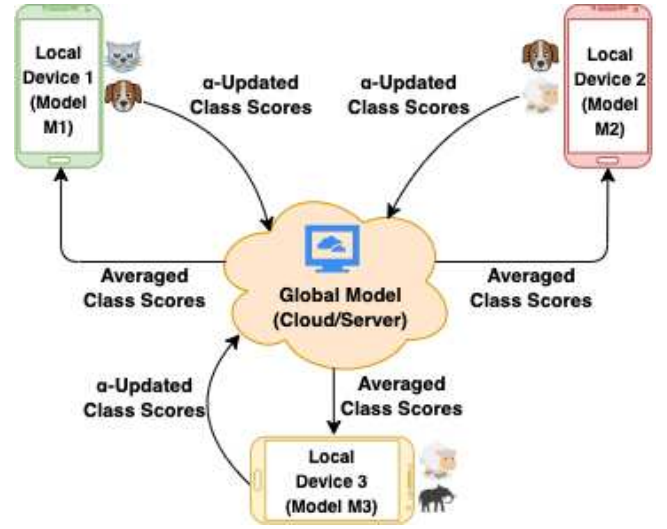 Local
Device 1
(Model
M1)
α-Updated
Class Scores
α-Updated
Class Scores
Local
Device 2
(Model
M2)
Averaged
Class Scores
Global Model
(Cloud/Server)
Averaged
Class Scores
α-Updated
Class Scores
Averaged
Class Scores
Local
Device 3
(Model M3)